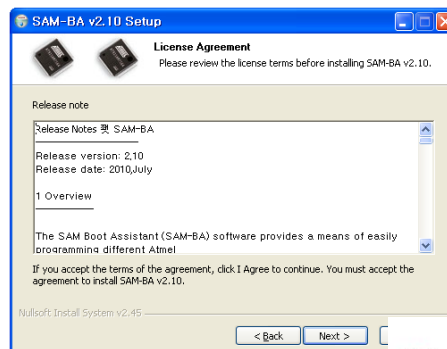 SAM-BA v2.10 Setup
License Agreement
Please review the license terms before installing SAM-BA v2.10.
Release note
Release Notes 펫 SAM-BA
Release version: 2,10
Release date: 2010,July
1 Overview
The SAM Boot Assistant (SAM-BA) software provides a means of easily
programming different Atmel
If you accept the terms of the agreement, click I Agree to continue. You must accept the
agreement to install SAM-BA v2.10.
Nullsoft Install System v2.45
< Back
Next >